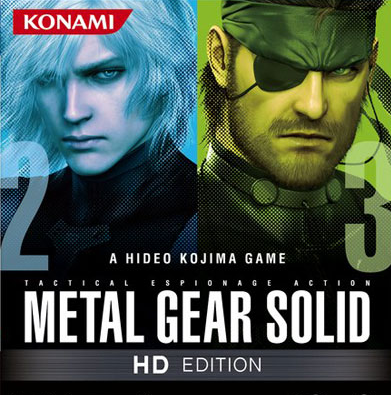 KONAMI
2 3
A HIDEO KOJIMA GAME
TACTICAL ESPIONAGE ACTION
METAL GEAR SOLID
HD EDITION